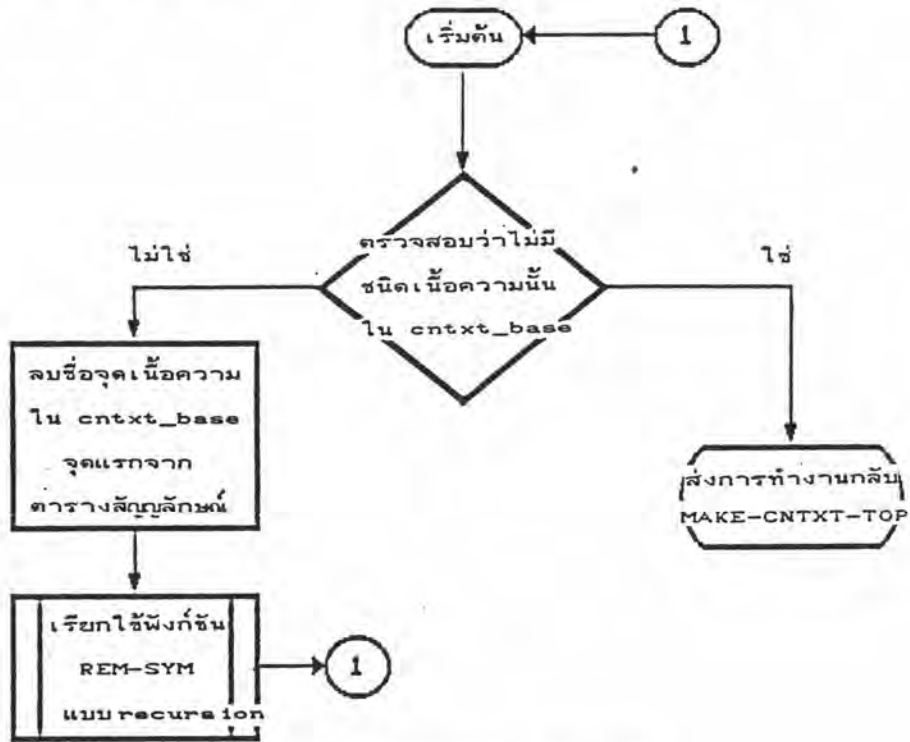 เริ่มต้น
1
ตรวจสอบว่าไม่มี
ชนิดเนื้อความนั้น
ใน cntxt_base
ไม่ใช่
ใช่
ลบชื่อจุดเนื้อความ
ใน cntxt_base
จุดแรกจาก
ตารางสัญญลักษณ์
ส่งการทำงานกลับ
MAKE-CNTXT-TOP
เรียกใช้ฟังก์ชัน
REM-SYM
แบบ recursion
1